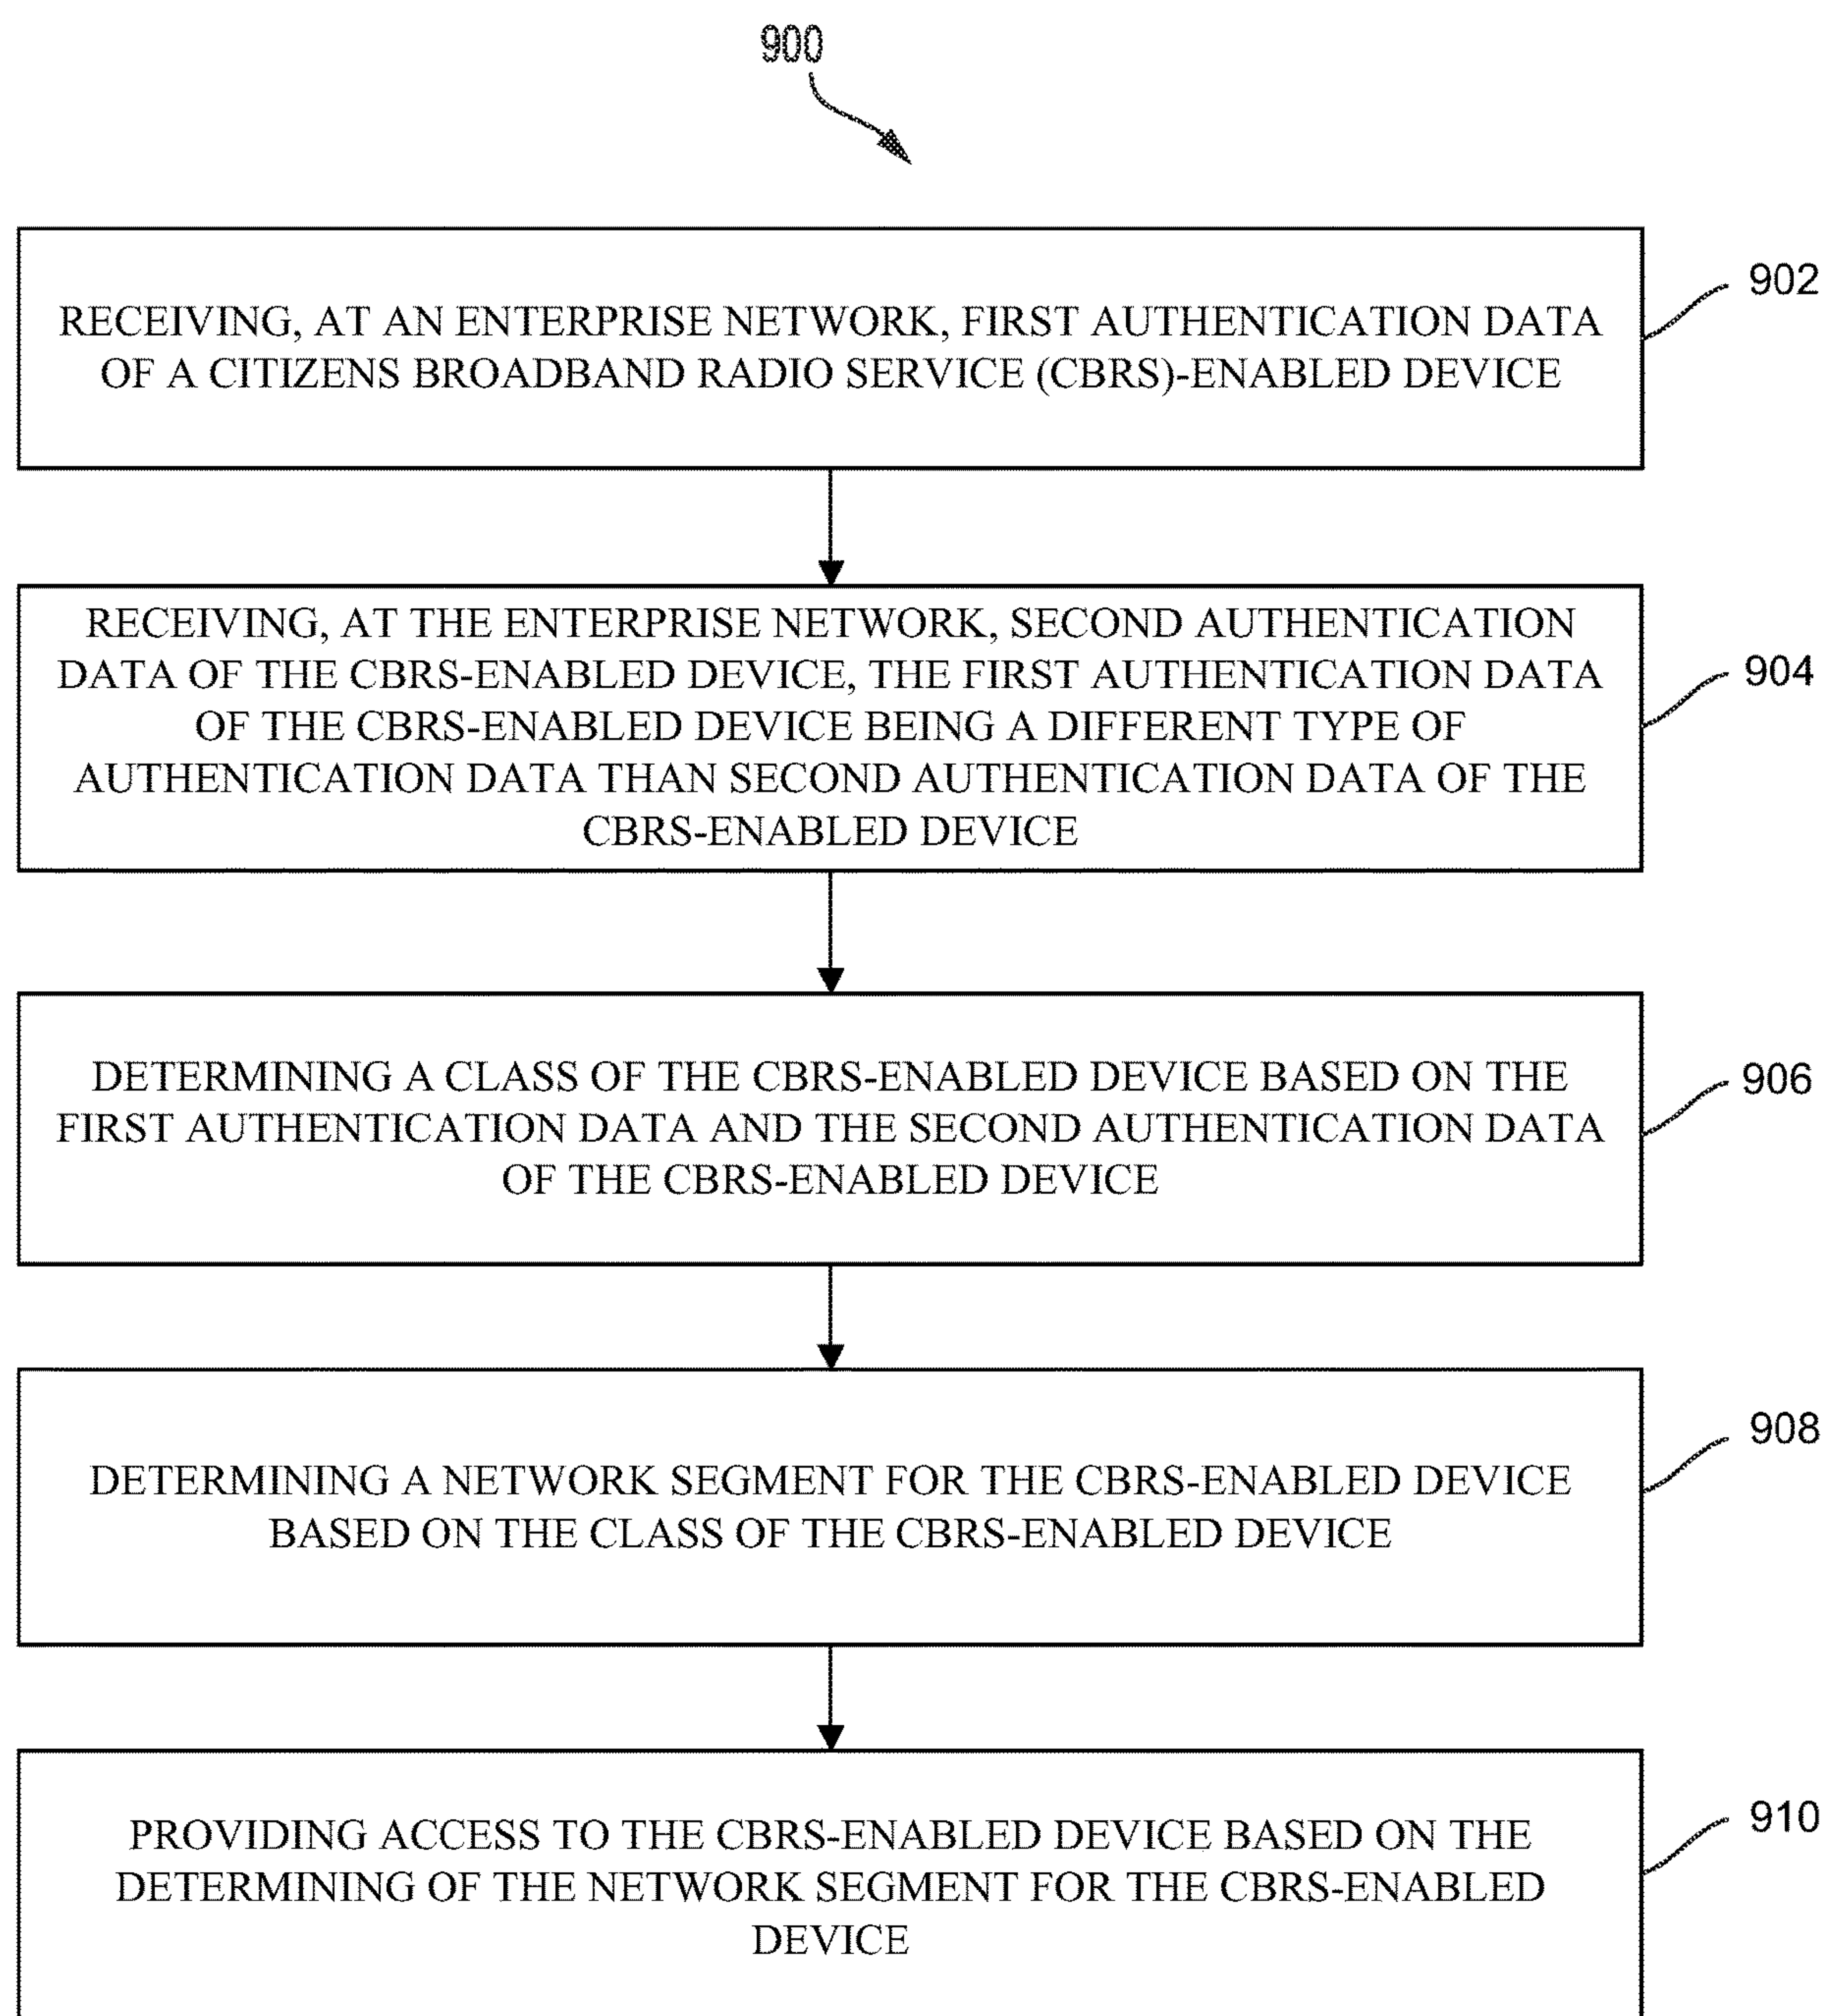 900
RECEIVING, AT AN ENTERPRISE NETWORK, FIRST AUTHENTICATION DATA
OF A CITIZENS BROADBAND RADIO SERVICE (CBRS)-ENABLED DEVICE
902
RECEIVING, AT THE ENTERPRISE NETWORK, SECOND AUTHENTICATION
DATA OF THE CBRS-ENABLED DEVICE, THE FIRST AUTHENTICATION DATA
OF THE CBRS-ENABLED DEVICE BEING A DIFFERENT TYPE OF
AUTHENTICATION DATA THAN SECOND AUTHENTICATION DATA OF THE
CBRS-ENABLED DEVICE
904
DETERMINING A CLASS OF THE CBRS-ENABLED DEVICE BASED ON THE
FIRST AUTHENTICATION DATA AND THE SECOND AUTHENTICATION DATA
OF THE CBRS-ENABLED DEVICE
906
DETERMINING A NETWORK SEGMENT FOR THE CBRS-ENABLED DEVICE
BASED ON THE CLASS OF THE CBRS-ENABLED DEVICE
908
PROVIDING ACCESS TO THE CBRS-ENABLED DEVICE BASED ON THE
DETERMINING OF THE NETWORK SEGMENT FOR THE CBRS-ENABLED
DEVICE
910